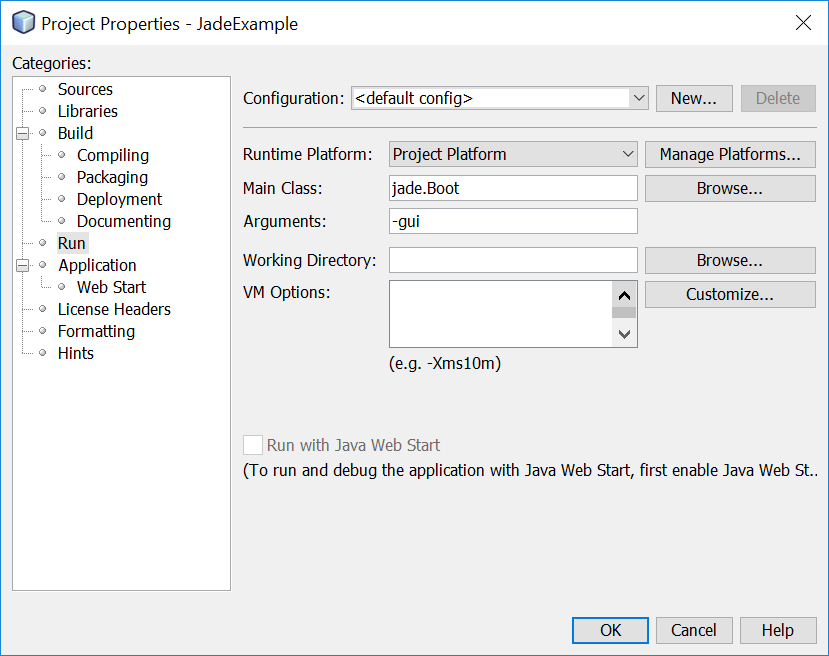 Project Properties - JadeExample
Categories:
Sources
Libraries
Build
Compiling
Packaging
Deployment
Documenting
Run
Application
Web Start
License Headers
Formatting
Hints
Configuration: <default config> New... Delete
Runtime Platform: Project Platform Manage Platforms...
Main Class: jade.Boot Browse...
Arguments: -gui
Working Directory: Browse...
VM Options: Customize...
(e.g. -Xms10m)
Run with Java Web Start
(To run and debug the application with Java Web Start, first enable Java Web St..
OK Cancel Help